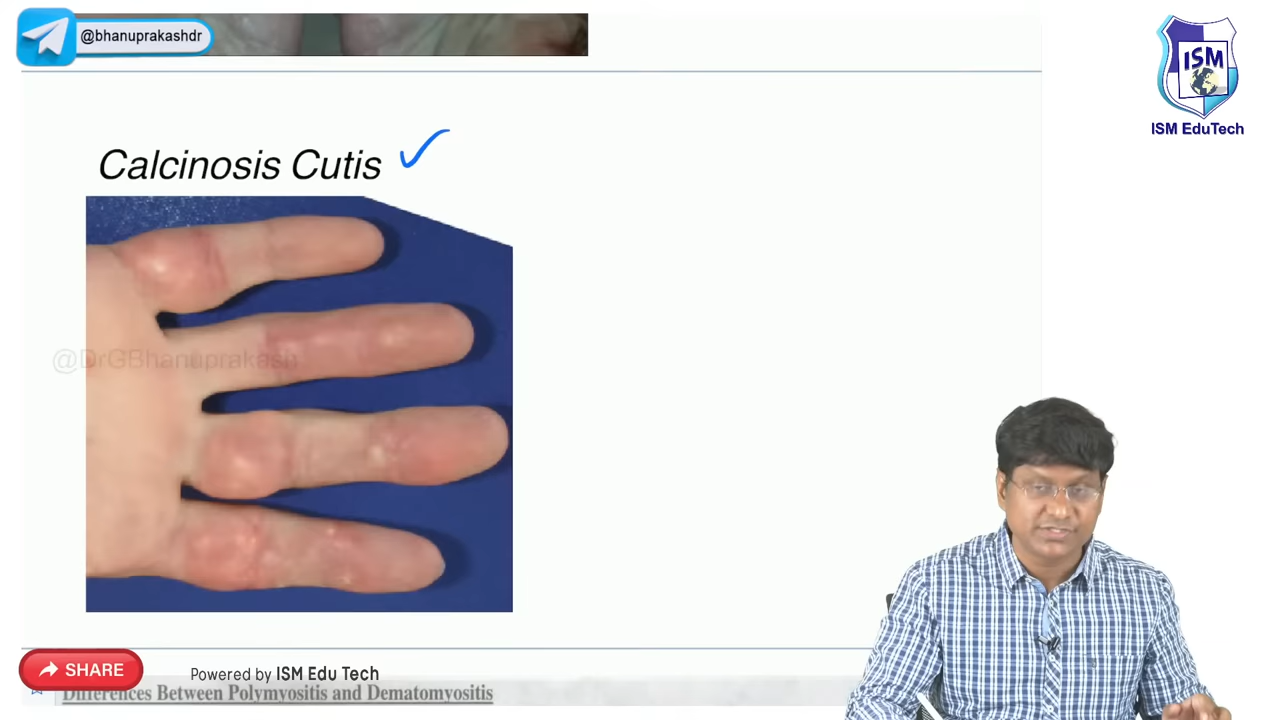 @bhanuprakashdr
ISM
ISM EduTech
Calcinosis Cutis
@DrGBhanuprakash
SHARE
Powered by ISM Edu Tech
Differences Between Polymyositis and Dematomyositis